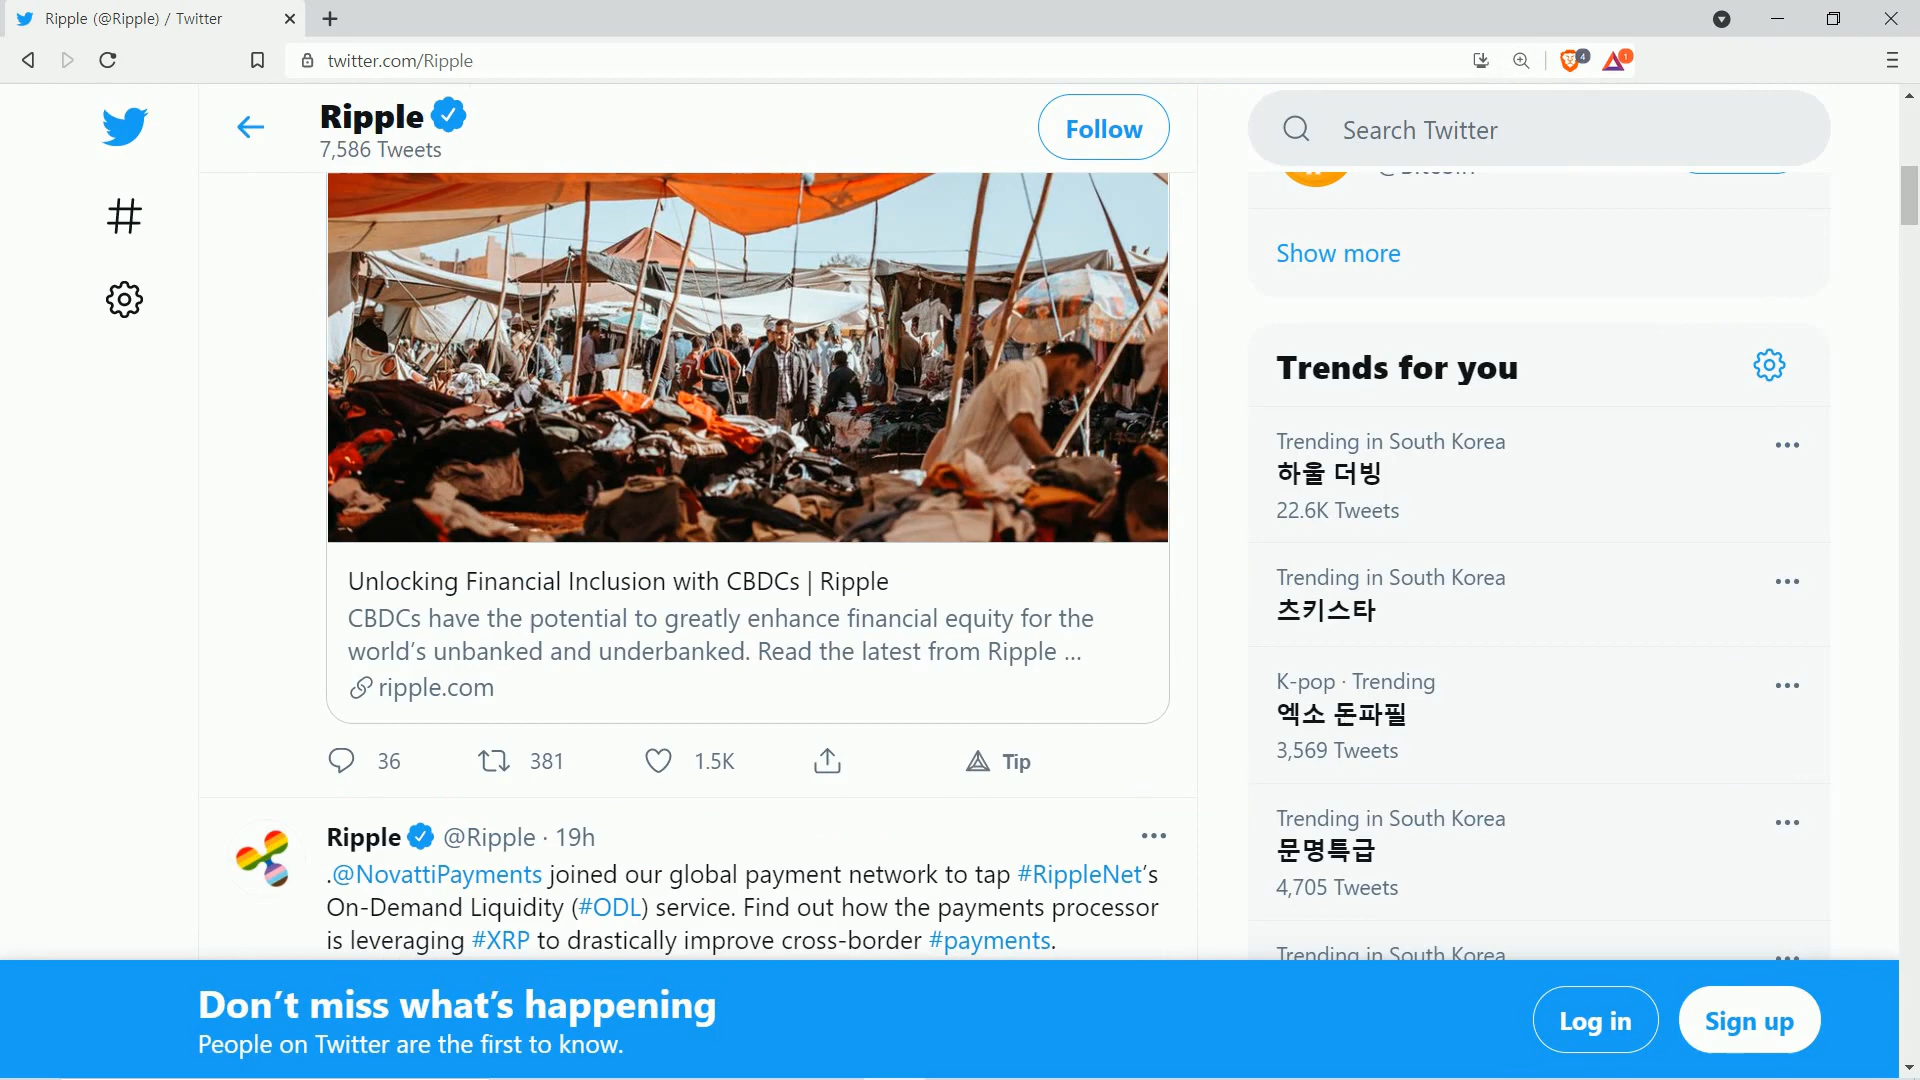 Ripple (@Ripple) / Twitter
twitter.com/Ripple
4
1
Ripple
7,586 Tweets
Follow
Search Twitter
Show more
Unlocking Financial Inclusion with CBDCs | Ripple
CBDCs have the potential to greatly enhance financial equity for the
world's unbanked and underbanked. Read the latest from Ripple ...
ripple.com
36
381
1.5K
Tip
Ripple @Ripple · 19h
.@NovattiPayments joined our global payment network to tap #RippleNet's
On-Demand Liquidity (#ODL) service. Find out how the payments processor
is leveraging #XRP to drastically improve cross-border #payments.
Trends for you
Trending in South Korea
하울 더빙
22.6K Tweets
Trending in South Korea
츠키스타
K-pop · Trending
엑소 돈파필
3,569 Tweets
Trending in South Korea
문명특급
4,705 Tweets
Trending in South Korea
Don't miss what's happening
People on Twitter are the first to know.
Log in
Sign up